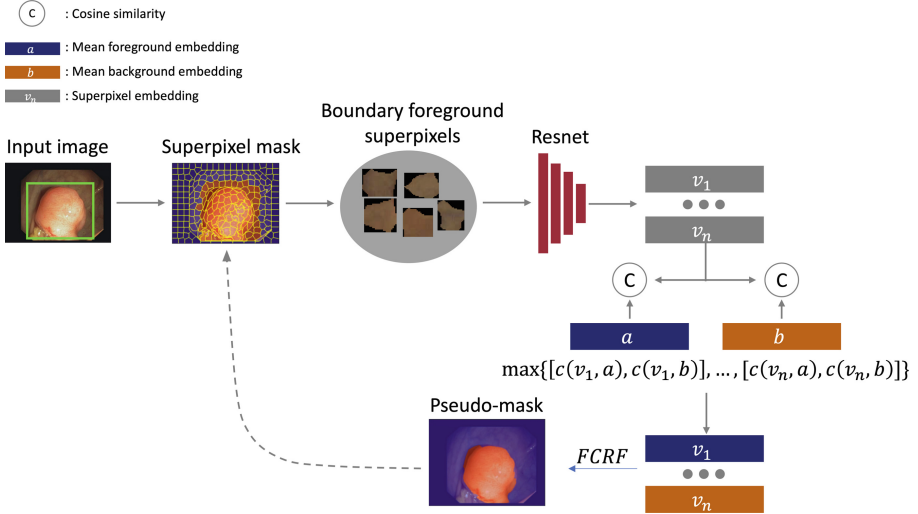 C : Cosine similarity
a : Mean foreground embedding
b : Mean background embedding
vₙ : Superpixel embedding
Boundary foreground
superpixels
Input image
Superpixel mask
Resnet
v₁
vₙ
C
C
a
b
max{[c(v₁, a), c(v₁, b)], ..., [c(vₙ, a), c(vₙ, b)]}
Pseudo-mask
v₁
FCRF
vₙ